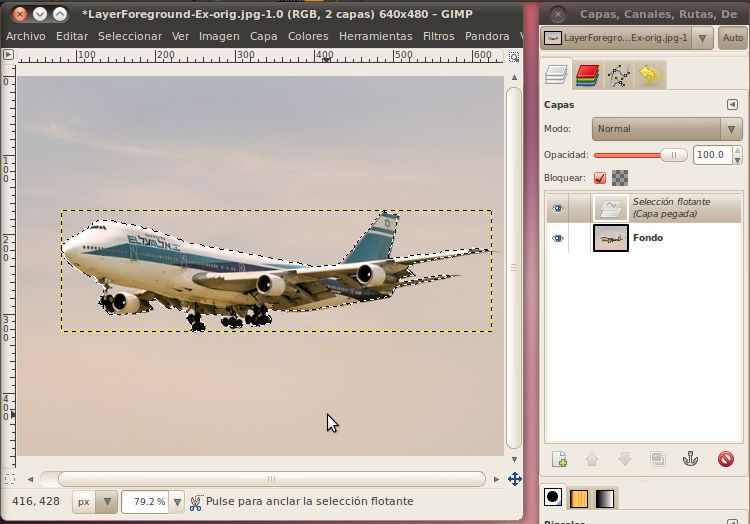 *LayerForeground-Ex-orig.jpg-1.0 (RGB, 2 capas) 640x480 – GIMP
Archivo Editar Seleccionar Ver Imagen Capa Colores Herramientas Filtros Pandora
100 200 300 400 500 600
0
100
200
300
400
אל על
416, 428 px 79.2 % Pulse para anclar la selección flotante
Capas, Canales, Rutas, De
LayerForegro...Ex-orig.jpg-1 Auto
Capas
Modo: Normal
Opacidad: 100.0
Bloquear:
Selección flotante
(Capa pegada)
Fondo